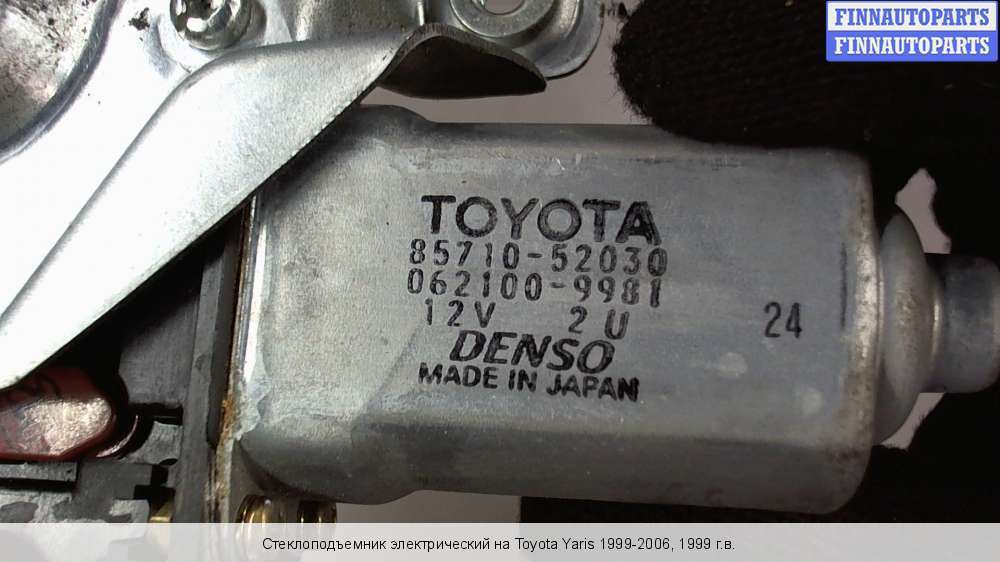 FINNAUTOPARTS
FINNAUTOPARTS
TOYOTA
85710-52030
062100-9981
12V 2U
24
DENSO
MADE IN JAPAN
Стеклоподъемник электрический на Toyota Yaris 1999-2006, 1999 г.в.